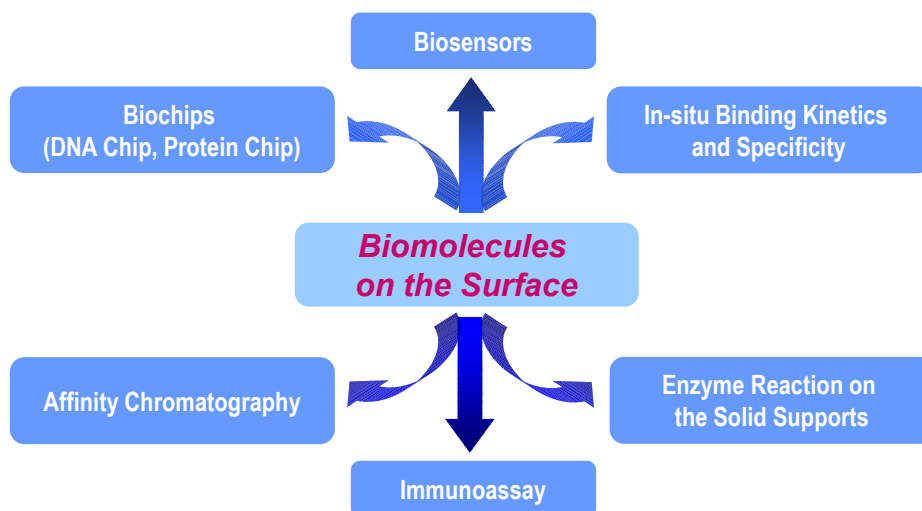 Biosensors
Biochips
(DNA Chip, Protein Chip)
In-situ Binding Kinetics
and Specificity
Biomolecules
on the Surface
Affinity Chromatography
Enzyme Reaction on
the Solid Supports
Immunoassay